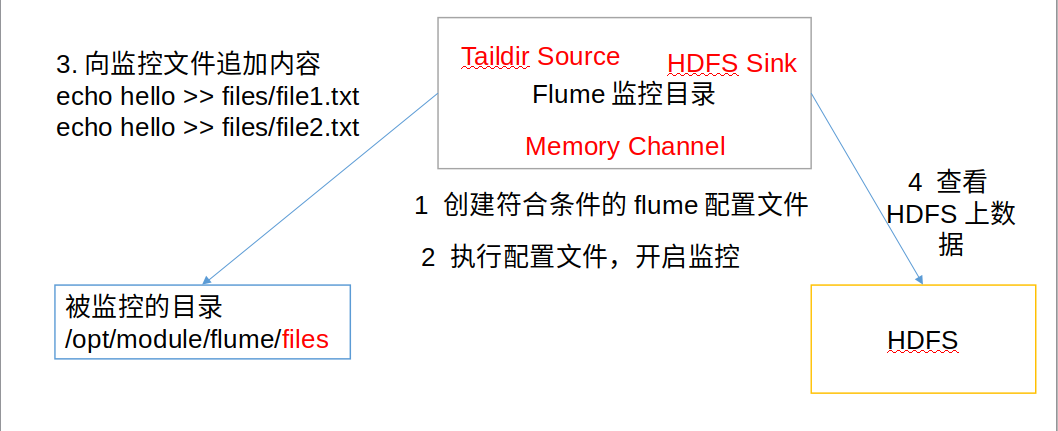 3. 向监控文件追加内容
echo hello >> files/file1.txt
echo hello >> files/file2.txt
Taildir Source
HDFS Sink
Flume 监控目录
Memory Channel
1 创建符合条件的 flume 配置文件
2 执行配置文件，开启监控
4 查看
HDFS 上数
据
被监控的目录
/opt/module/flume/files
HDFS